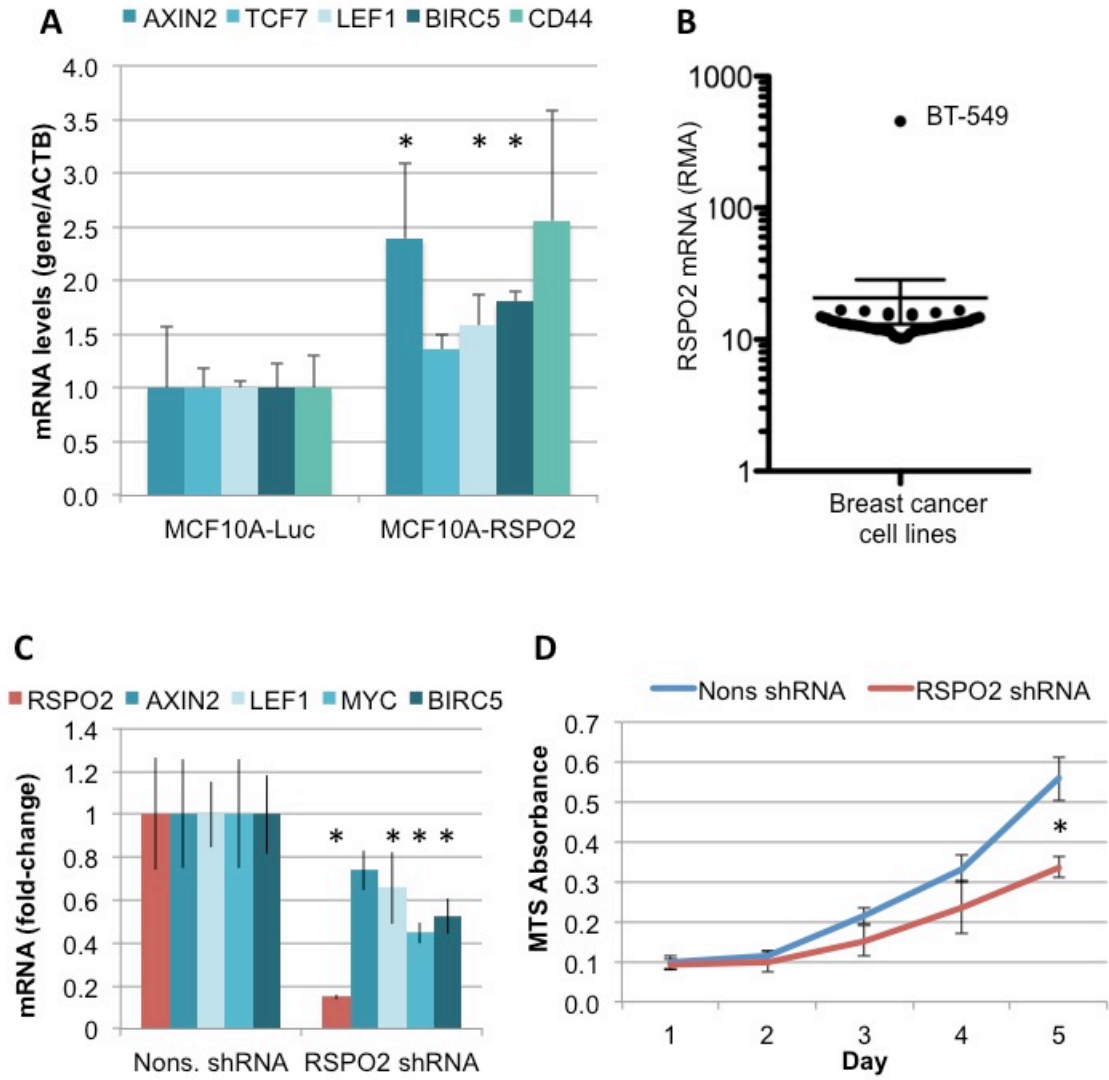 A
AXIN2 TCF7 LEF1 BIRC5 CD44
mRNA levels (gene/ACTB)
4.0
3.5
3.0
2.5
2.0
1.5
1.0
0.5
0.0
* * *
MCF10A-Luc MCF10A-RSPO2
B
RSPO2 mRNA (RMA)
1000
100
10
1
BT-549
Breast cancer
cell lines
C
RSPO2 AXIN2 LEF1 MYC BIRC5
mRNA (fold-change)
1.4
1.2
1
0.8
0.6
0.4
0.2
0
* * * *
Nons. shRNA RSPO2 shRNA
D
Nons shRNA RSPO2 shRNA
MTS Absorbance
0.7
0.6
0.5
0.4
0.3
0.2
0.1
0.0
*
1 2 3 4 5
Day